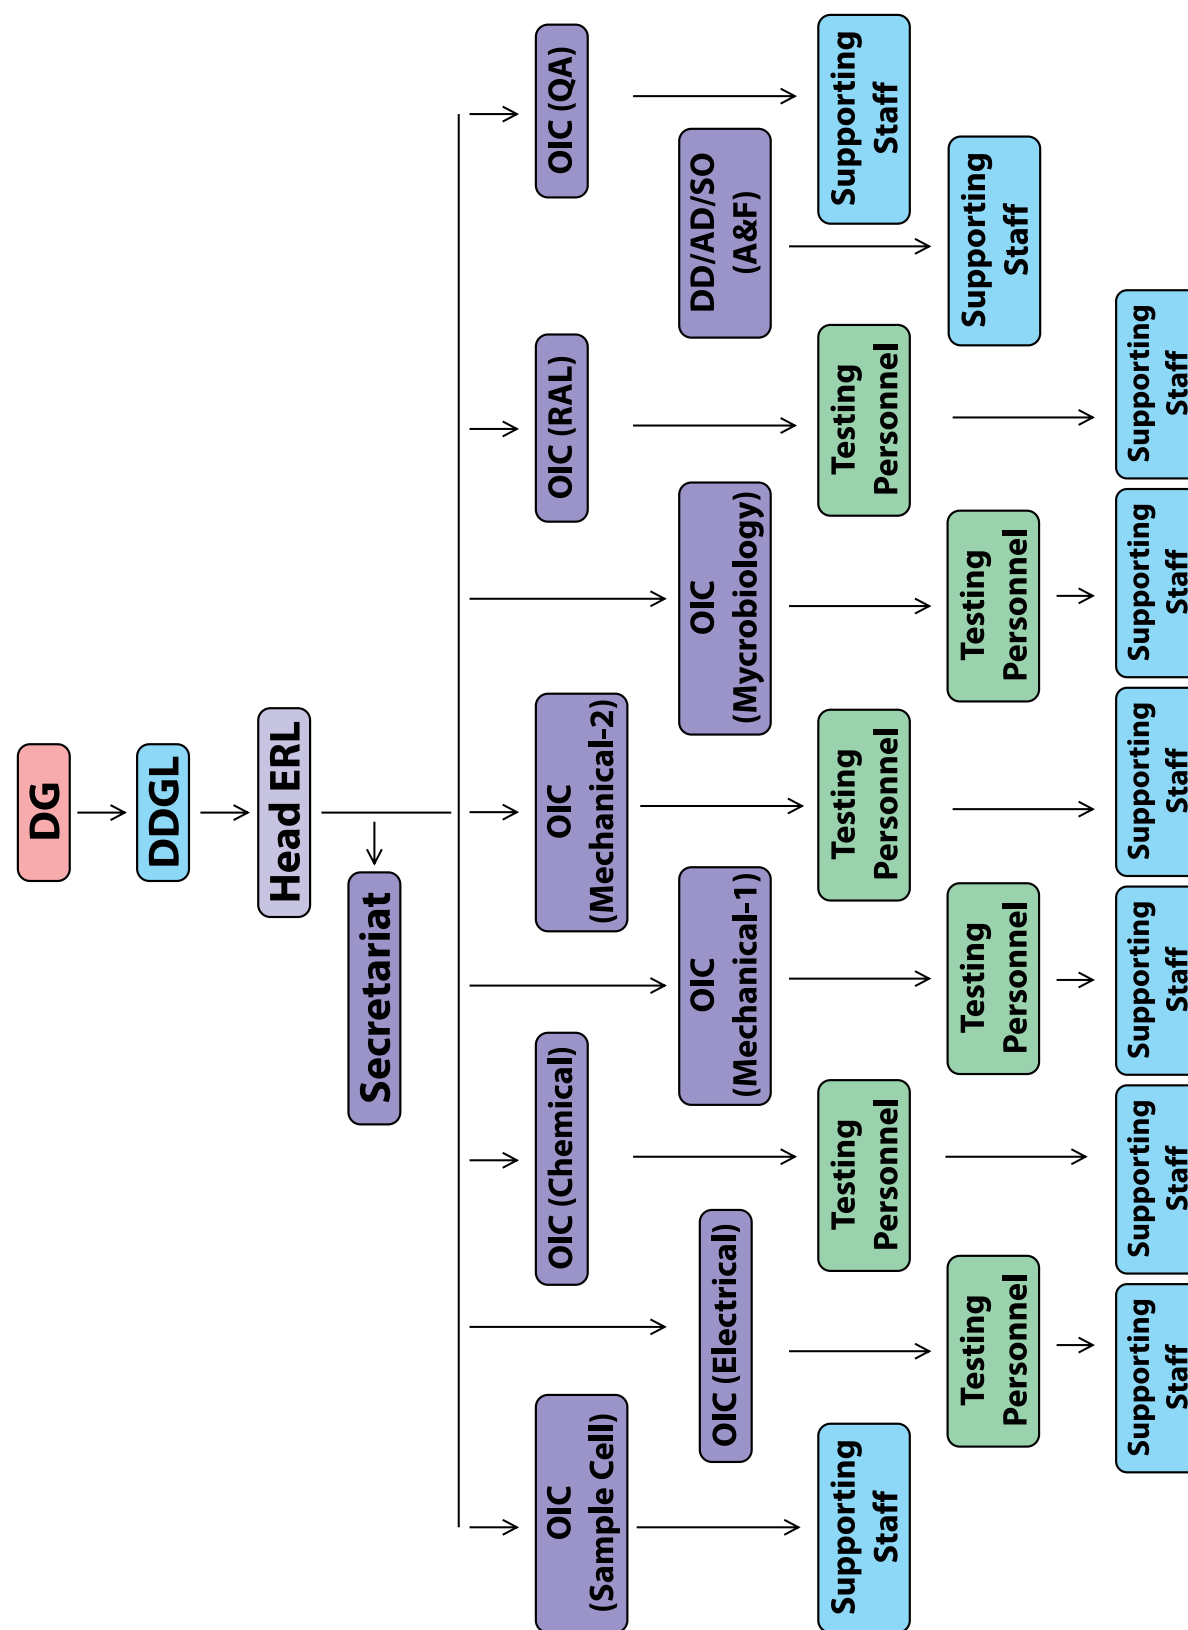 DG
DDGL
Head ERL
Secretariat
OIC
(Sample Cell)
OIC (Chemical)
OIC
(Mechanical-2)
OIC (RAL)
OIC (QA)
OIC (Electrical)
OIC
(Mechanical-1)
OIC
(Mycrobiology)
DD/AD/SO
(A&F)
Supporting
Staff
Testing
Personnel
Testing
Personnel
Testing
Personnel
Supporting
Staff
Testing
Personnel
Testing
Personnel
Testing
Personnel
Supporting
Staff
Supporting
Staff
Supporting
Staff
Supporting
Staff
Supporting
Staff
Supporting
Staff
Supporting
Staff